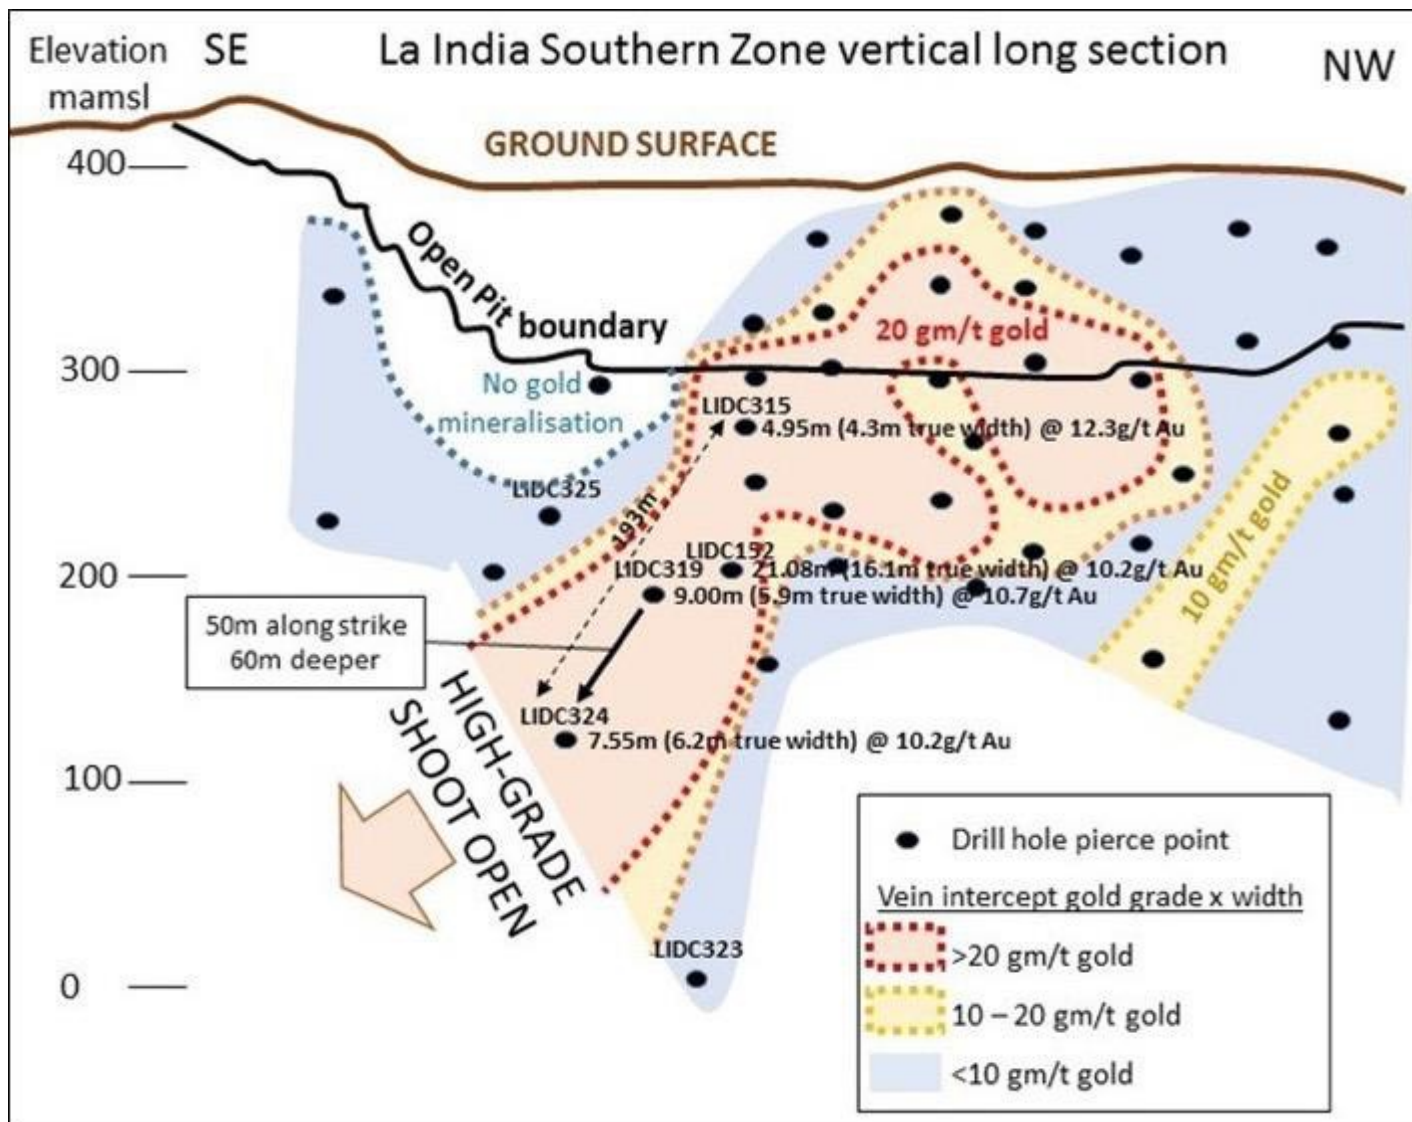 Elevation
mamsl
SE
La India Southern Zone vertical long section
NW
GROUND SURFACE
400
Open Pit
boundary
20 gm/t gold
300
No gold
mineralisation
LIDC315
4.95m (4.3m true width) @ 12.3g/t Au
LIDC325
193m
10 gm/t gold
LIDC152
200
LIDC319
21.08m (16.1m true width) @ 10.2g/t Au
9.00m (5.9m true width) @ 10.7g/t Au
50m along strike
60m deeper
HIGH-GRADE
SHOOT OPEN
LIDC324
7.55m (6.2m true width) @ 10.2g/t Au
100
Drill hole pierce point
Vein intercept gold grade x width
>20 gm/t gold
LIDC323
0
10 – 20 gm/t gold
<10 gm/t gold